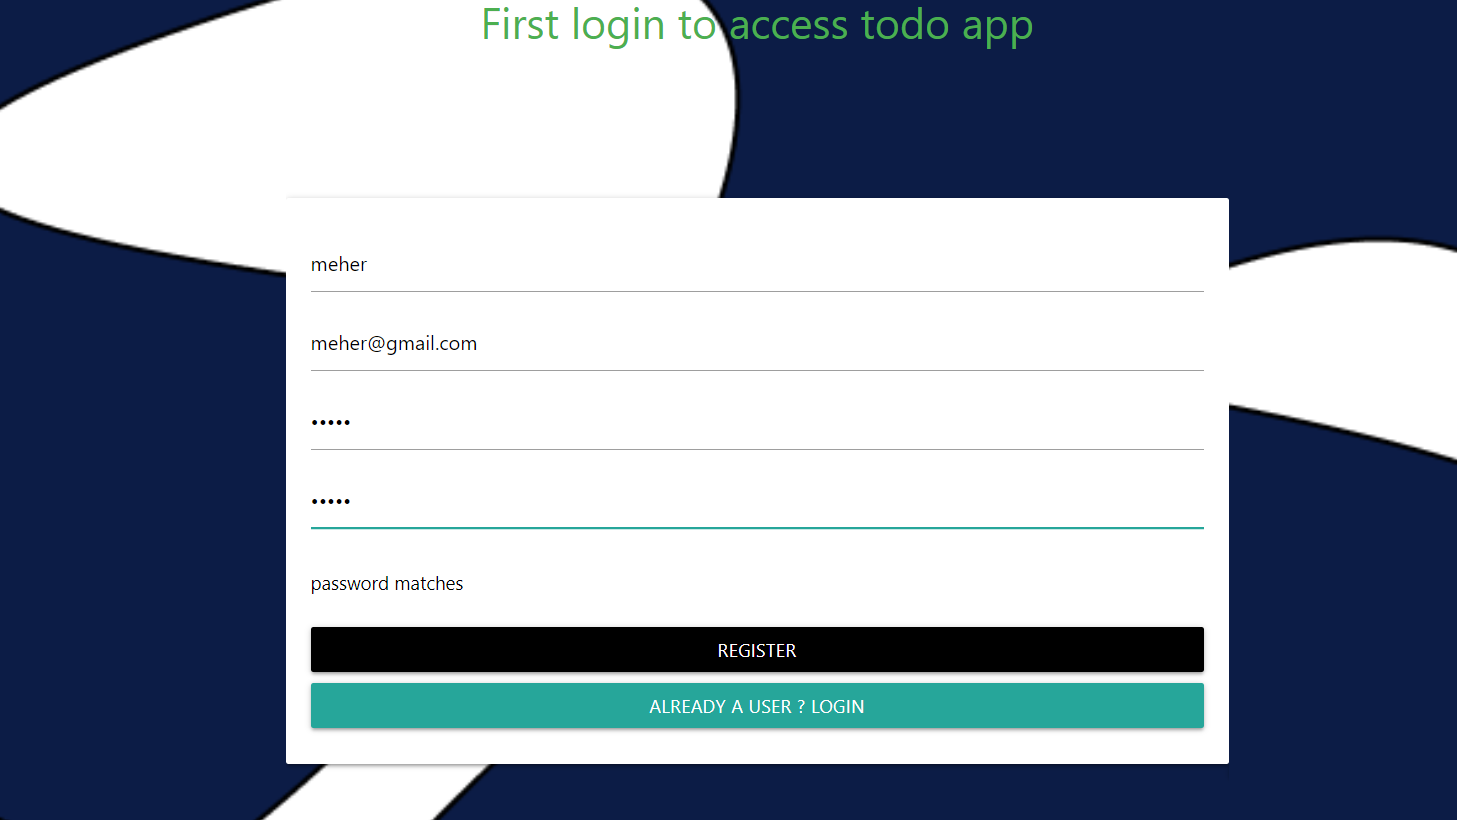 First login to access todo app
meher
meher@gmail.com
•••••
•••••
password matches
REGISTER
ALREADY A USER ? LOGIN